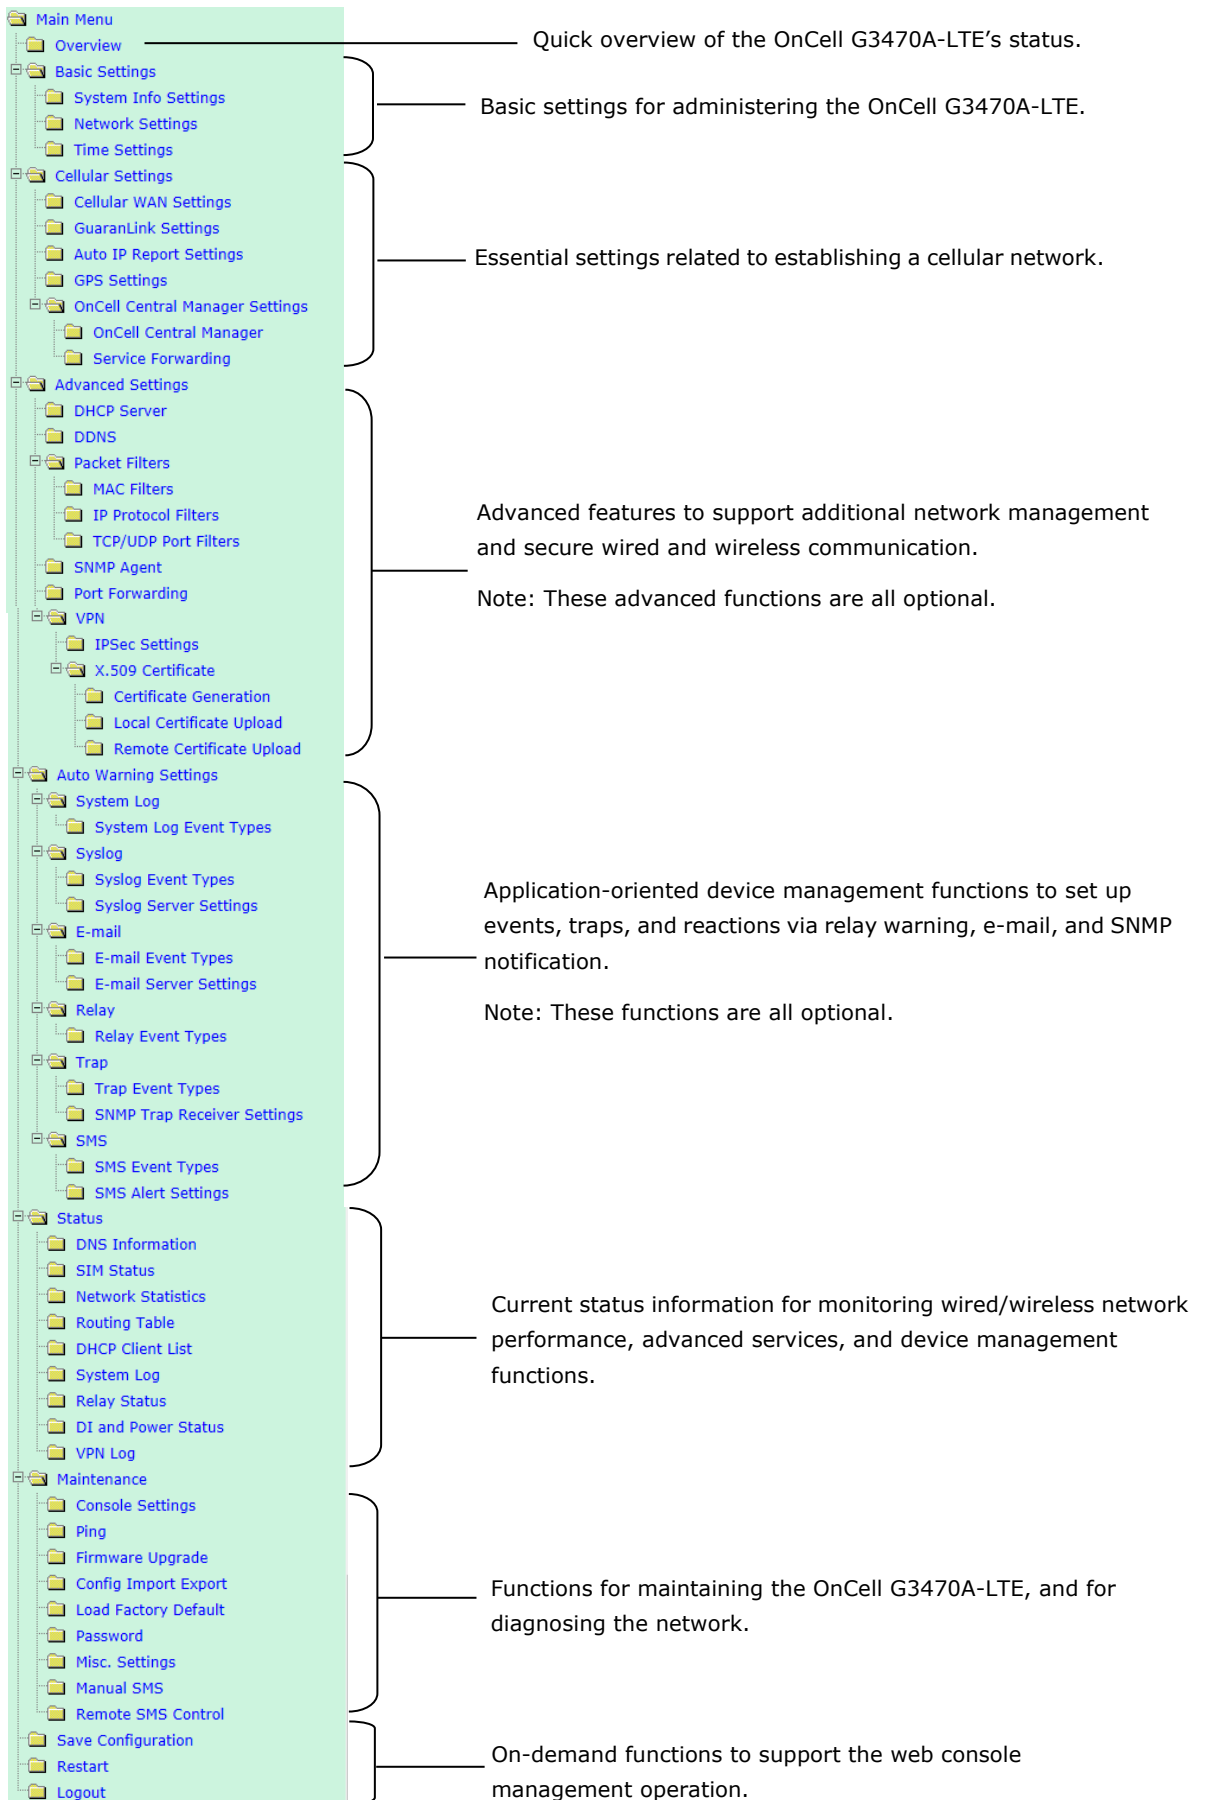 Main Menu
Overview
Quick overview of the OnCell G3470A-LTE’s status.
Basic Settings
System Info Settings
Network Settings
Time Settings
Basic settings for administering the OnCell G3470A-LTE.
Cellular Settings
Cellular WAN Settings
GuaranLink Settings
Auto IP Report Settings
GPS Settings
OnCell Central Manager Settings
OnCell Central Manager
Service Forwarding
Essential settings related to establishing a cellular network.
Advanced Settings
DHCP Server
DDNS
Packet Filters
MAC Filters
IP Protocol Filters
TCP/UDP Port Filters
SNMP Agent
Port Forwarding
VPN
IPSec Settings
X.509 Certificate
Certificate Generation
Local Certificate Upload
Remote Certificate Upload
Advanced features to support additional network management
and secure wired and wireless communication.
Note: These advanced functions are all optional.
Auto Warning Settings
System Log
System Log Event Types
Syslog
Syslog Event Types
Syslog Server Settings
E-mail
E-mail Event Types
E-mail Server Settings
Relay
Relay Event Types
Trap
Trap Event Types
SNMP Trap Receiver Settings
SMS
SMS Event Types
SMS Alert Settings
Application-oriented device management functions to set up
events, traps, and reactions via relay warning, e-mail, and SNMP
notification.
Note: These functions are all optional.
Status
DNS Information
SIM Status
Network Statistics
Routing Table
DHCP Client List
System Log
Relay Status
DI and Power Status
VPN Log
Current status information for monitoring wired/wireless network
performance, advanced services, and device management
functions.
Maintenance
Console Settings
Ping
Firmware Upgrade
Config Import Export
Load Factory Default
Password
Misc. Settings
Manual SMS
Remote SMS Control
Functions for maintaining the OnCell G3470A-LTE, and for
diagnosing the network.
Save Configuration
Restart
Logout
On-demand functions to support the web console
management operation.